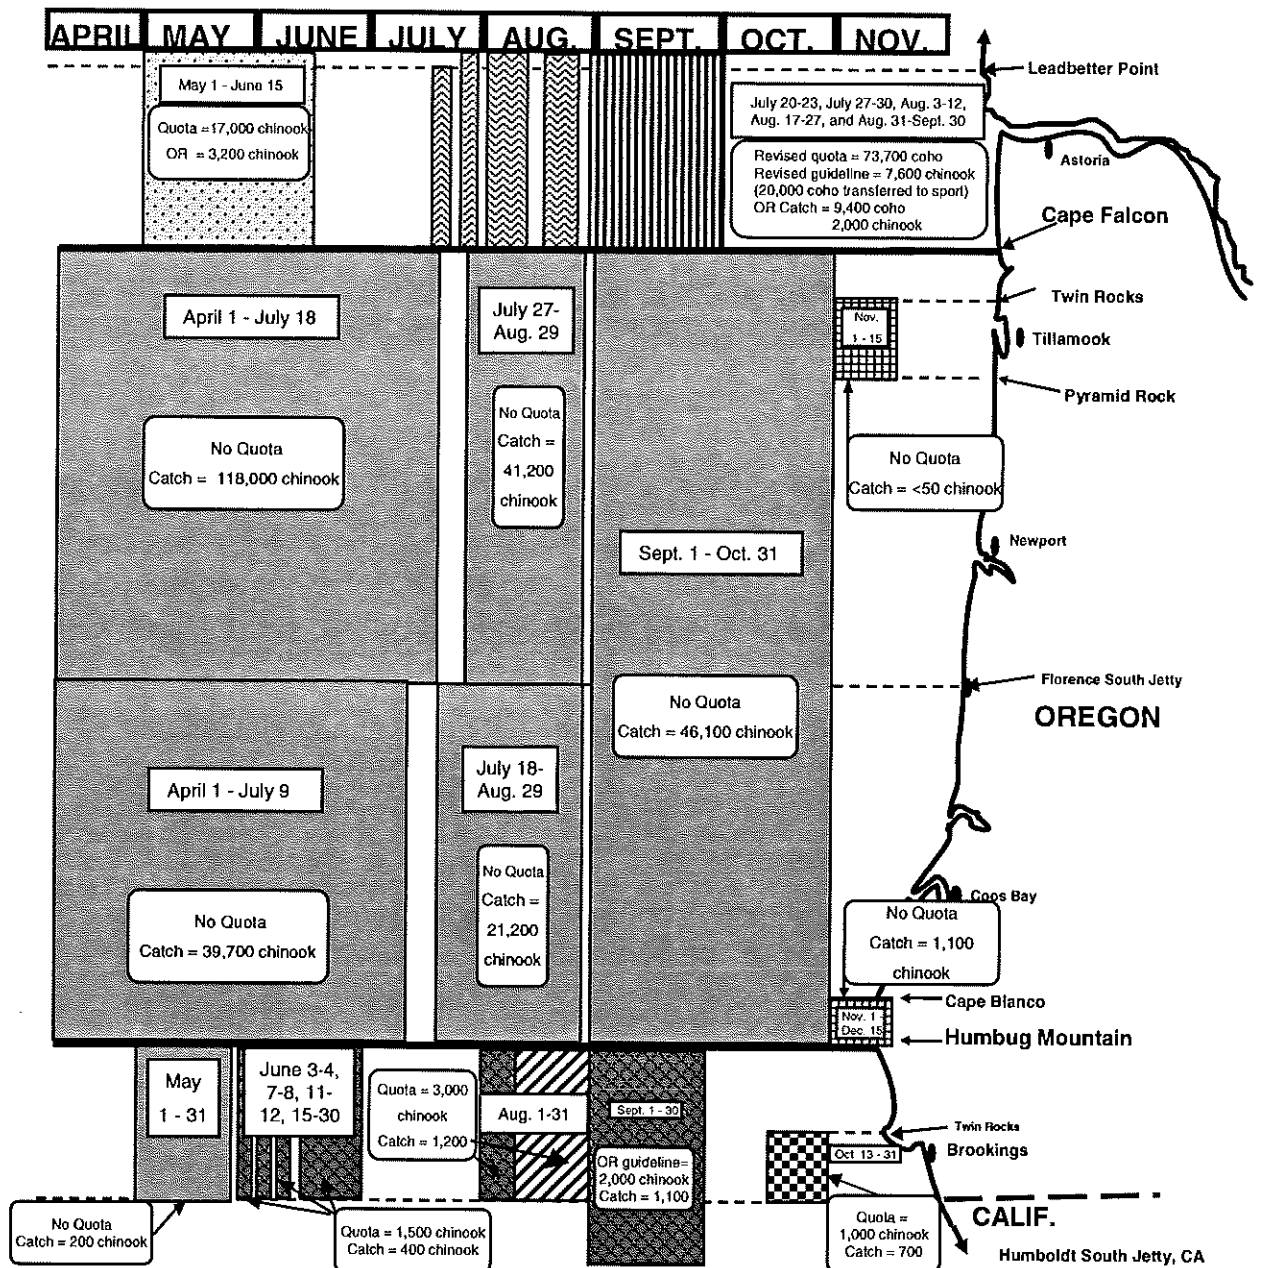 APRIL MAY JUNE JULY AUG. SEPT. OCT. NOV.
Leadbetter Point
May 1 - June 15
Quota =17,000 chinook
OR = 3,200 chinook
July 20-23, July 27-30, Aug. 3-12,
Aug. 17-27, and Aug. 31-Sept. 30
Revised quota = 73,700 coho
Revised guideline = 7,600 chinook
(20,000 coho transferred to sport)
OR Catch = 9,400 coho
2,000 chinook
Astoria
Cape Falcon
April 1 - July 18
No Quota
Catch = 118,000 chinook
July 27-
Aug. 29
No Quota
Catch =
41,200
chinook
Nov.
1 - 15
Twin Rocks
Tillamook
Pyramid Rock
No Quota
Catch = <50 chinook
Sept. 1 - Oct. 31
No Quota
Catch = 46,100 chinook
Newport
Florence South Jetty
OREGON
April 1 - July 9
No Quota
Catch = 39,700 chinook
July 18-
Aug. 29
No Quota
Catch =
21,200
chinook
Coos Bay
No Quota
Catch = 1,100
chinook
Cape Blanco
Nov. 1 -
Dec. 15
Humbug Mountain
May
1 - 31
June 3-4,
7-8, 11-
12, 15-30
Quota = 3,000
chinook
Catch = 1,200
Aug. 1-31
Sept. 1 - 30
OR guideline=
2,000 chinook
Catch = 1,100
Twin Rocks
Oct 13 - 31
Brookings
No Quota
Catch = 200 chinook
Quota = 1,500 chinook
Catch = 400 chinook
Quota =
1,000 chinook
Catch = 700
CALIF.
Humboldt South Jetty, CA